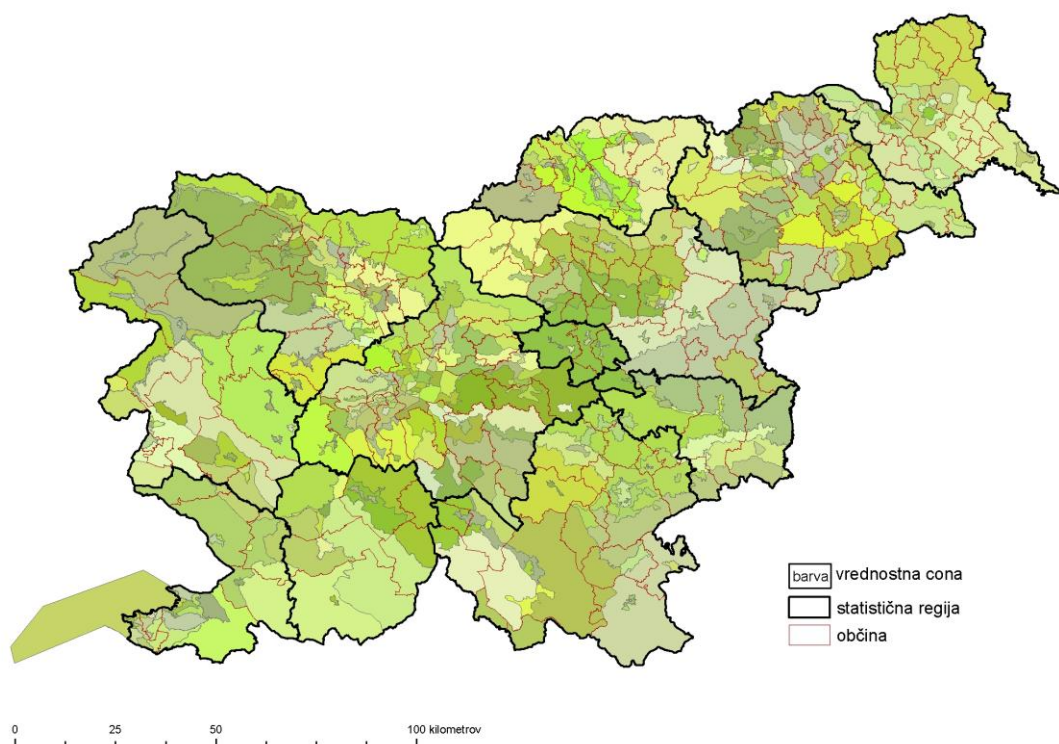 barva vrednostna cona
statistična regija
občina
0 25 50 100 kilometrov